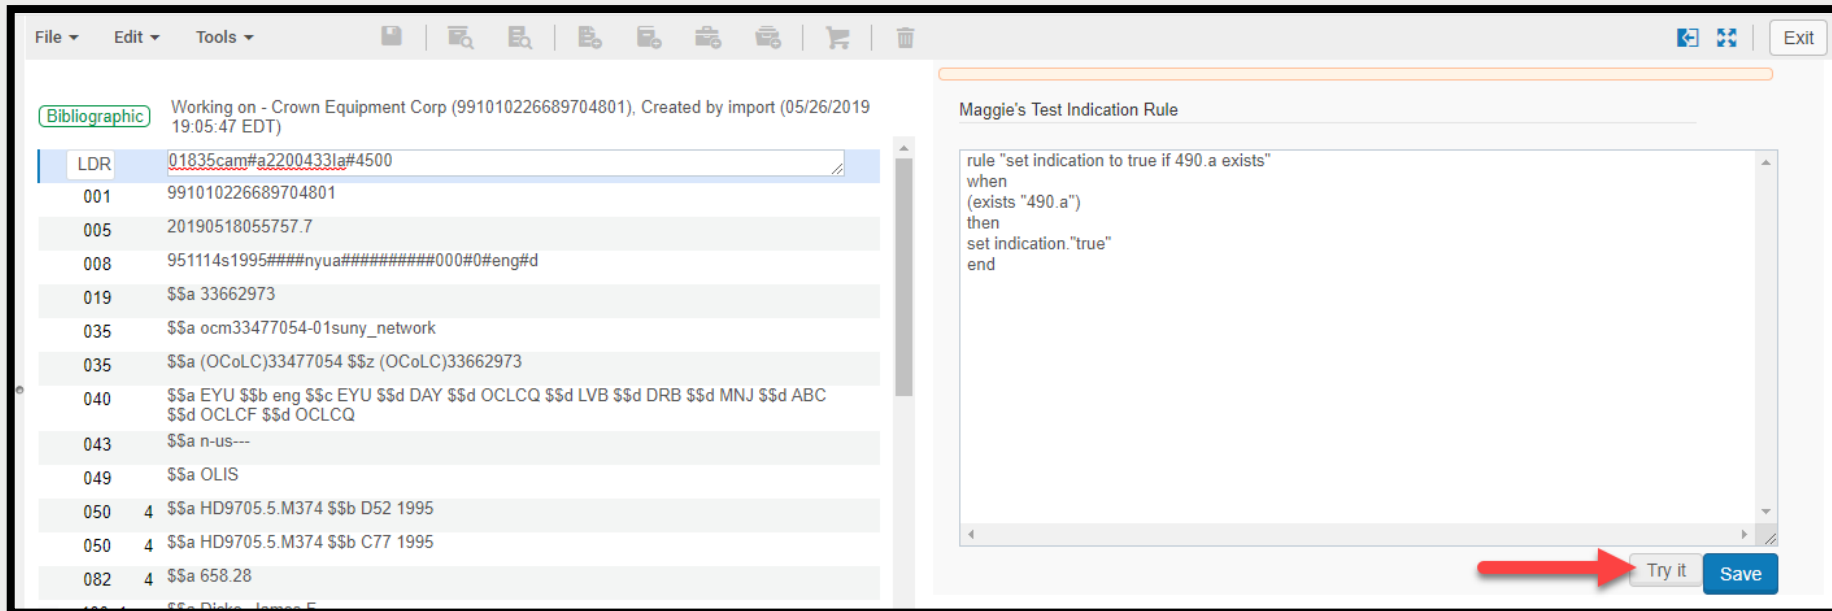 File Edit Tools Exit
Bibliographic
Working on - Crown Equipment Corp (991010226689704801), Created by import (05/26/2019
19:05:47 EDT)
LDR 01835cam#a2200433Ia#4500
001 991010226689704801
005 20190518055757.7
008 951114s1995####nyua##########000#0#eng#d
019 $$a 33662973
035 $$a ocm33477054-01suny_network
035 $$a (OCoLC)33477054 $$z (OCoLC)33662973
040 $$a EYU $$b eng $$c EYU $$d DAY $$d OCLCQ $$d LVB $$d DRB $$d MNJ $$d ABC
$$d OCLCF $$d OCLCQ
043 $$a n-us---
049 $$a OLIS
050 4 $$a HD9705.5.M374 $$b D52 1995
050 4 $$a HD9705.5.M374 $$b C77 1995
082 4 $$a 658.28
Maggie's Test Indication Rule
rule "set indication to true if 490.a exists"
when
(exists "490.a")
then
set indication."true"
end
Try it Save